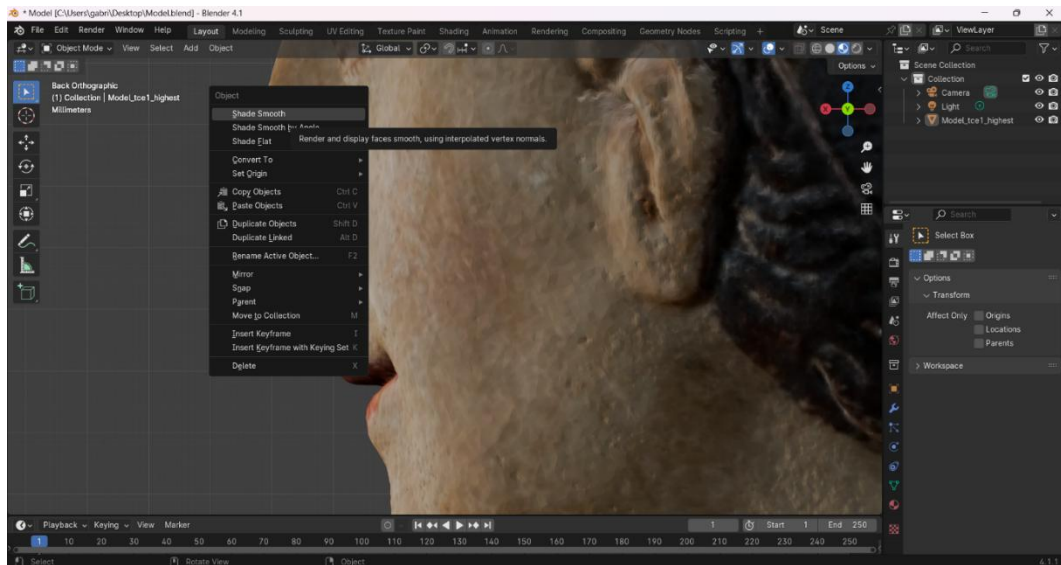 * Model [C:\Users\gabri\Desktop\Model.blend] - Blender 4.1
File Edit Render Window Help Layout Modeling Sculpting UV Editing Texture Paint Shading Animation Rendering Compositing Geometry Nodes Scripting + Scene ViewLayer
Object Mode View Select Add Object Global Search
Options
Back Orthographic
(1) Collection | Model_tce1_highest
Millimeters
Object
Shade Smooth
Shade Smooth by Angle
Shade Flat
Render and display faces smooth, using interpolated vertex normals.
Convert To
Set Origin
Copy Objects Ctrl C
Paste Objects Ctrl V
Duplicate Objects Shift D
Duplicate Linked Alt D
Rename Active Object... F2
Mirror
Snap
Parent
Move to Collection M
Insert Keyframe I
Insert Keyframe with Keying Set K
Delete X
Z
X
Y
Scene Collection
Collection
Camera
Light
Model_tce1_highest
Search
Select Box
Options
Transform
Affect Only Origins
Locations
Parents
Workspace
Playback Keying View Marker 1 Start 1 End 250
1 10 20 30 40 50 60 70 80 90 100 110 120 130 140 150 160 170 180 190 200 210 220 230 240 250
Select Rotate View Object 4.1.1